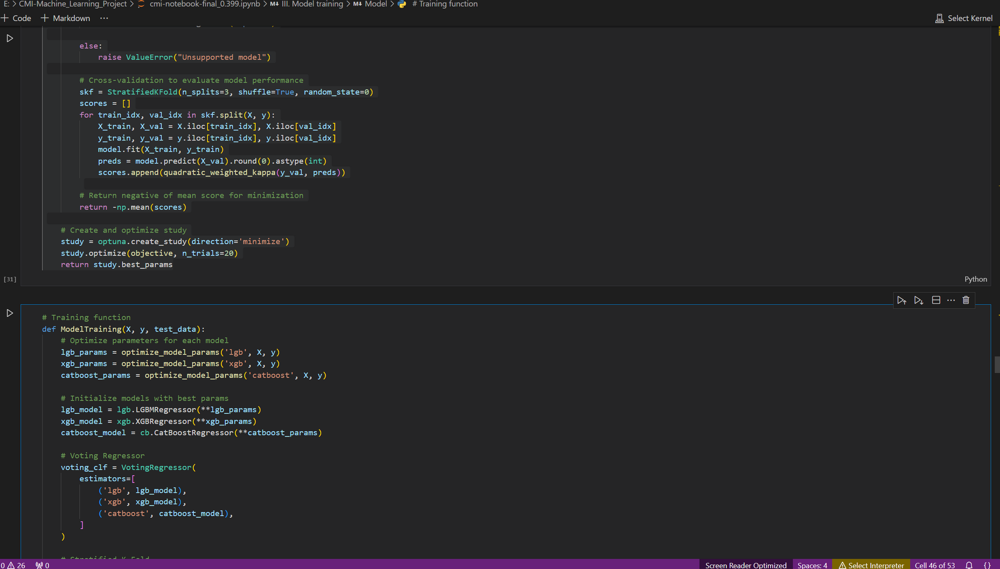 E: > CMI-Machine_Learning_Project > cmi-notebook-final_0.399.ipynb > M↓ III. Model training > M↓ Model > # Training function
+ Code + Markdown ···
Select Kernel
else:
raise ValueError("Unsupported model")
# Cross-validation to evaluate model performance
skf = StratifiedKFold(n_splits=3, shuffle=True, random_state=0)
scores = []
for train_idx, val_idx in skf.split(X, y):
X_train, X_val = X.iloc[train_idx], X.iloc[val_idx]
y_train, y_val = y.iloc[train_idx], y.iloc[val_idx]
model.fit(X_train, y_train)
preds = model.predict(X_val).round(0).astype(int)
scores.append(quadratic_weighted_kappa(y_val, preds))
# Return negative of mean score for minimization
return -np.mean(scores)
# Create and optimize study
study = optuna.create_study(direction='minimize')
study.optimize(objective, n_trials=20)
return study.best_params
[31]
Python
# Training function
def ModelTraining(X, y, test_data):
# Optimize parameters for each model
lgb_params = optimize_model_params('lgb', X, y)
xgb_params = optimize_model_params('xgb', X, y)
catboost_params = optimize_model_params('catboost', X, y)
# Initialize models with best params
lgb_model = lgb.LGBMRegressor(**lgb_params)
xgb_model = xgb.XGBRegressor(**xgb_params)
catboost_model = cb.CatBoostRegressor(**catboost_params)
# Voting Regressor
voting_clf = VotingRegressor(
estimators=[
('lgb', lgb_model),
('xgb', xgb_model),
('catboost', catboost_model),
]
)
# Stratified K-Fold
0 26 0
Screen Reader Optimized Spaces: 4 Select Interpreter Cell 46 of 53 {}